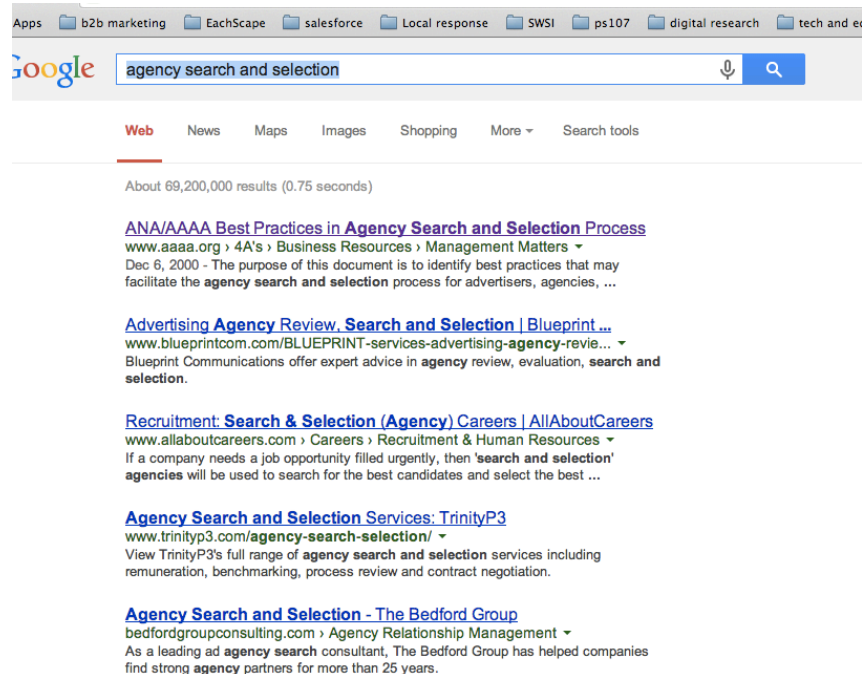 Apps b2b marketing EachScape salesforce Local response SWSI ps107 digital research tech and ed
Google agency search and selection
Web News Maps Images Shopping More Search tools
About 69,200,000 results (0.75 seconds)
ANA/AAAA Best Practices in Agency Search and Selection Process
www.aaaa.org › 4A's › Business Resources › Management Matters
Dec 6, 2000 - The purpose of this document is to identify best practices that may
facilitate the agency search and selection process for advertisers, agencies, ...
Advertising Agency Review, Search and Selection | Blueprint ...
www.blueprintcom.com/BLUEPRINT-services-advertising-agency-revie...
Blueprint Communications offer expert advice in agency review, evaluation, search and
selection.
Recruitment: Search & Selection (Agency) Careers | AllAboutCareers
www.allaboutcareers.com › Careers › Recruitment & Human Resources
If a company needs a job opportunity filled urgently, then 'search and selection'
agencies will be used to search for the best candidates and select the best ...
Agency Search and Selection Services: TrinityP3
www.trinityp3.com/agency-search-selection/
View TrinityP3's full range of agency search and selection services including
remuneration, benchmarking, process review and contract negotiation.
Agency Search and Selection - The Bedford Group
bedfordgroupconsulting.com › Agency Relationship Management
As a leading ad agency search consultant, The Bedford Group has helped companies
find strong agency partners for more than 25 years.